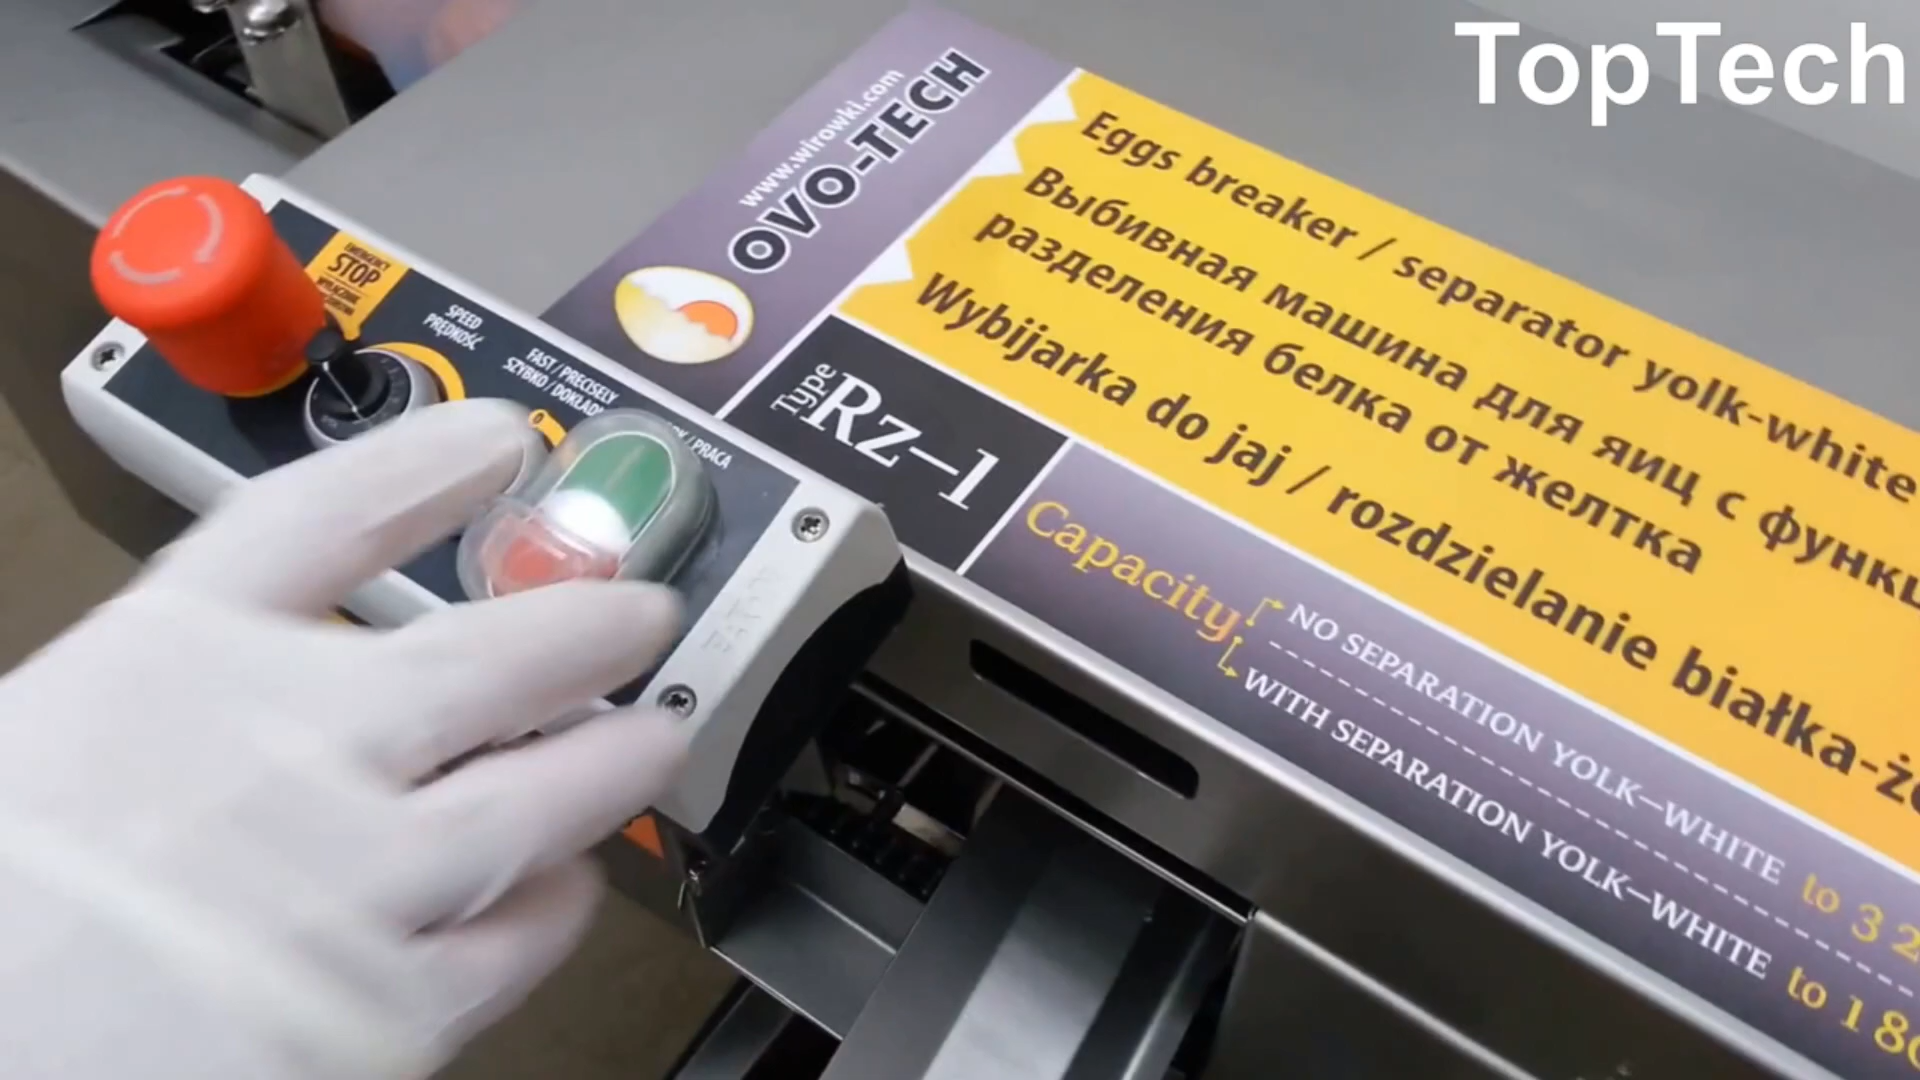 TopTech
www.wirowki.com
OVO-TECH
Eggs breaker / separator yolk-white
Выбивная машина для яиц с функц
разделения белка от желтка
Wybijarka do jaj / rozdzielanie białka-ż
Type
RZ-1
Capacity
NO SEPARATION YOLK-WHITE to 3 2
WITH SEPARATION YOLK-WHITE to 1 8
EMERGENCY
STOP
SPEED
PRĘDKOŚĆ
FAST / PRECISELY
SZYBKO / DOKŁAD
0
/ PRACA
EATON